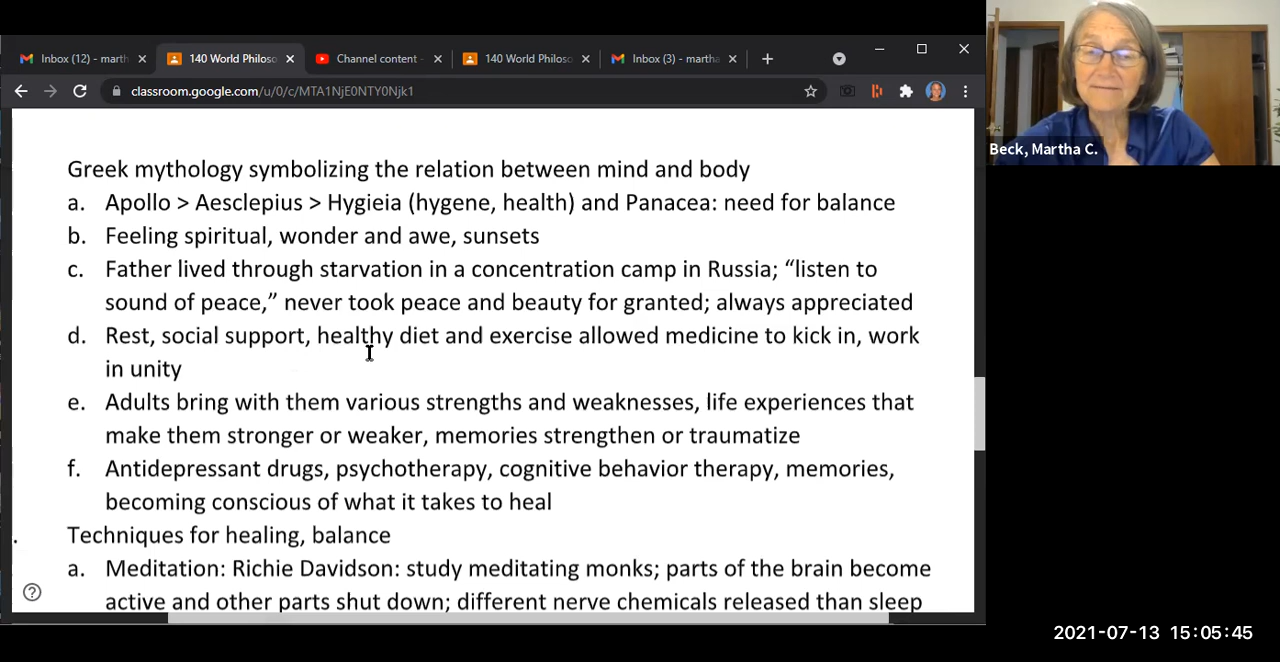 Inbox (12) - marth
140 World Philoso
Channel content -
140 World Philoso
Inbox (3) - martha
classroom.google.com/u/0/c/MTA1NjE0NTY0Njk1
Beck, Martha C.
Greek mythology symbolizing the relation between mind and body
a. Apollo > Aesclepius > Hygieia (hygene, health) and Panacea: need for balance
b. Feeling spiritual, wonder and awe, sunsets
c. Father lived through starvation in a concentration camp in Russia; “listen to
sound of peace,” never took peace and beauty for granted; always appreciated
d. Rest, social support, healthy diet and exercise allowed medicine to kick in, work
in unity
e. Adults bring with them various strengths and weaknesses, life experiences that
make them stronger or weaker, memories strengthen or traumatize
f. Antidepressant drugs, psychotherapy, cognitive behavior therapy, memories,
becoming conscious of what it takes to heal
. Techniques for healing, balance
a. Meditation: Richie Davidson: study meditating monks; parts of the brain become
active and other parts shut down; different nerve chemicals released than sleep
2021-07-13 15:05:45